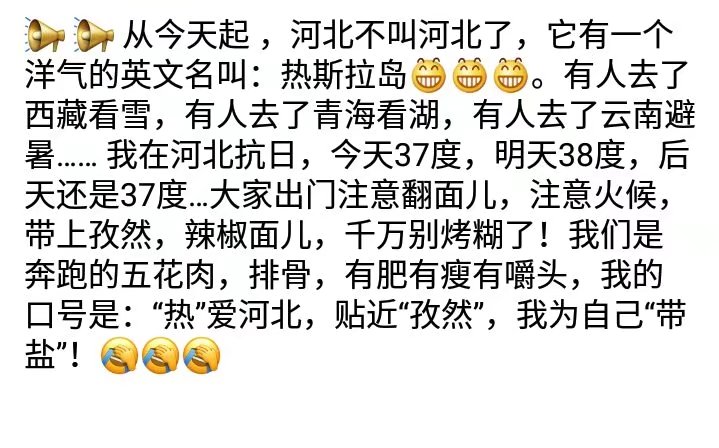 📢📢从今天起，河北不叫河北了，它有一个
洋气的英文名叫：热斯拉岛😁😁😁。有人去了
西藏看雪，有人去了青海看湖，有人去了云南避
暑…… 我在河北抗日，今天37度，明天38度，后
天还是37度…大家出门注意翻面儿，注意火候，
带上孜然，辣椒面儿，千万别烤糊了！我们是
奔跑的五花肉，排骨，有肥有瘦有嚼头，我的
口号是：“热”爱河北，贴近“孜然”，我为自己“带
盐”！🤦🤦🤦